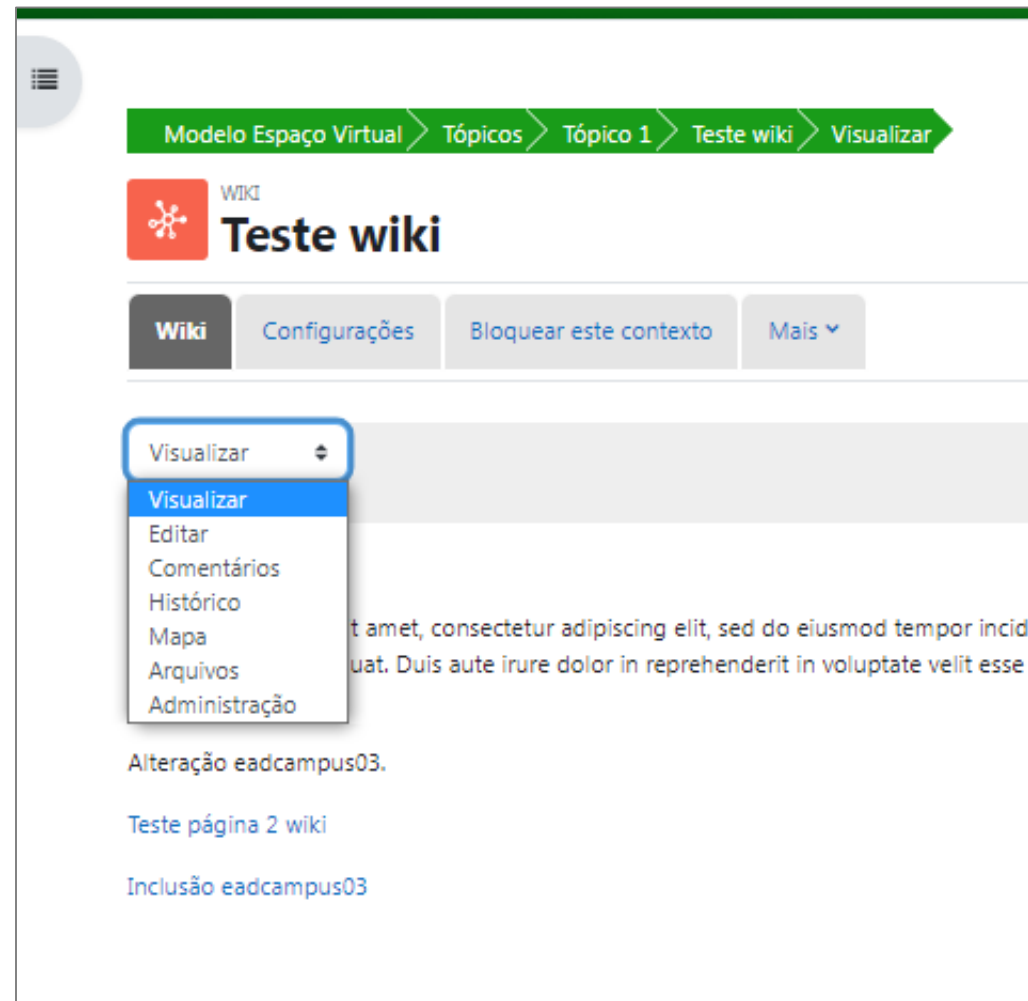 Modelo Espaço Virtual Tópicos Tópico 1 Teste wiki Visualizar
WIKI
Teste wiki
Wiki Configurações Bloquear este contexto Mais
Visualizar
Visualizar
Editar
Comentários
Histórico
Mapa
Arquivos
Administração
t amet, consectetur adipiscing elit, sed do eiusmod tempor incid
uat. Duis aute irure dolor in reprehenderit in voluptate velit esse
Alteração eadcampus03.
Teste página 2 wiki
Inclusão eadcampus03